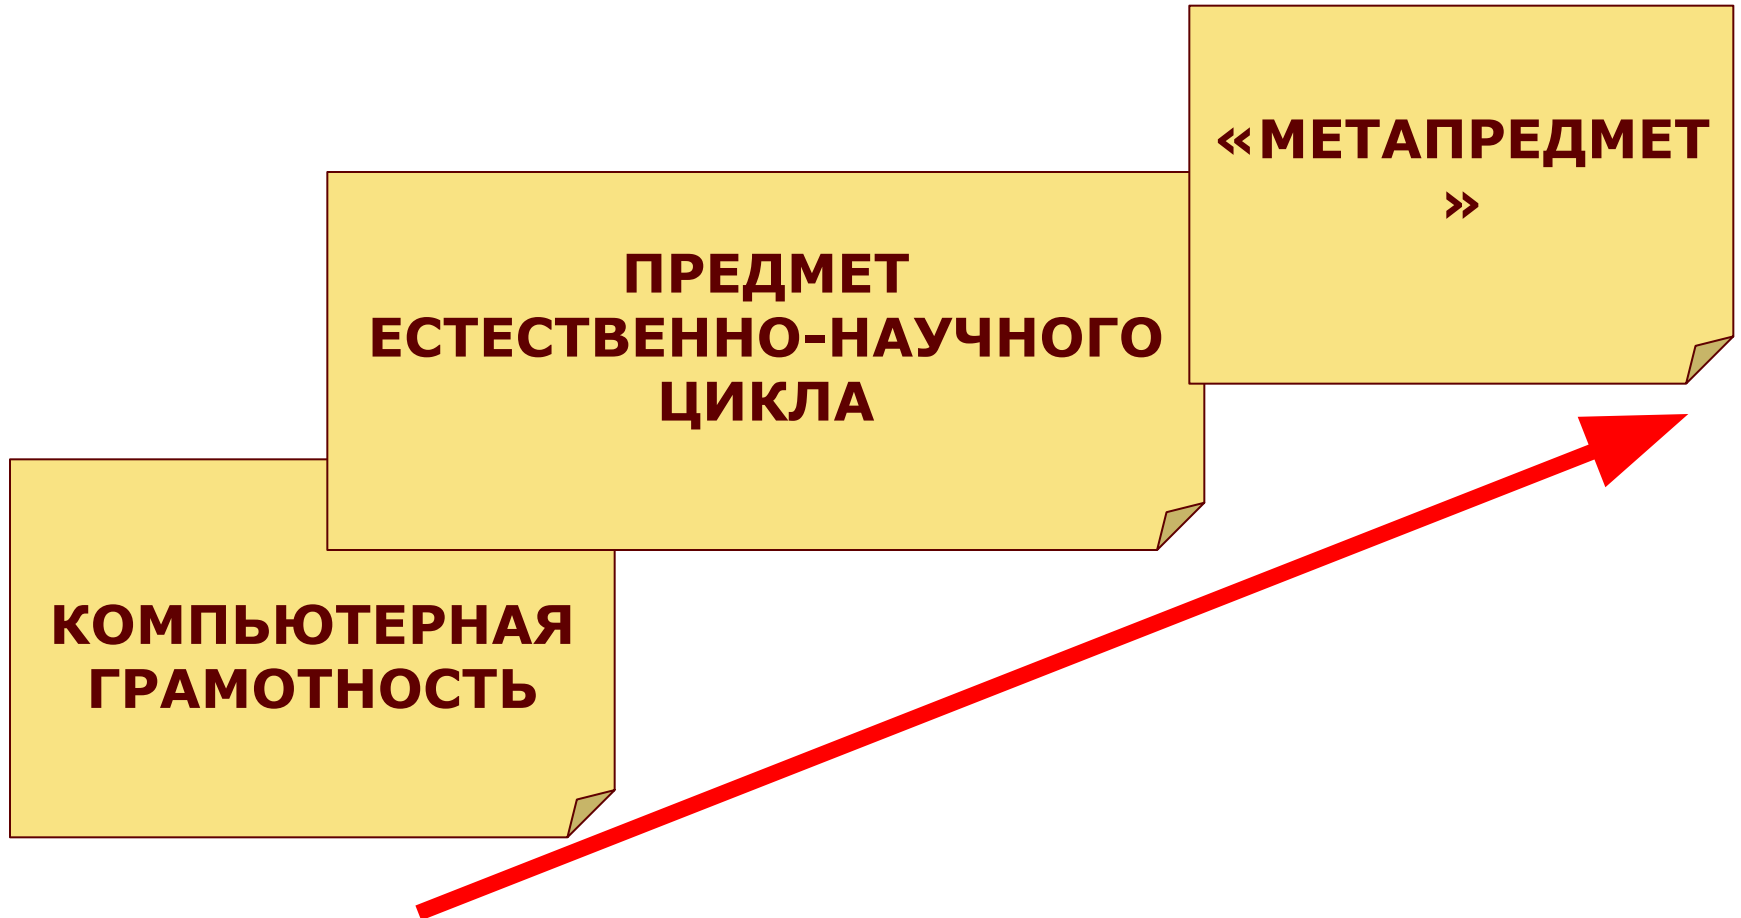 «МЕТАПРЕДМЕТ
»
ПРЕДМЕТ
ЕСТЕСТВЕННО-НАУЧНОГО
ЦИКЛА
КОМПЬЮТЕРНАЯ
ГРАМОТНОСТЬ